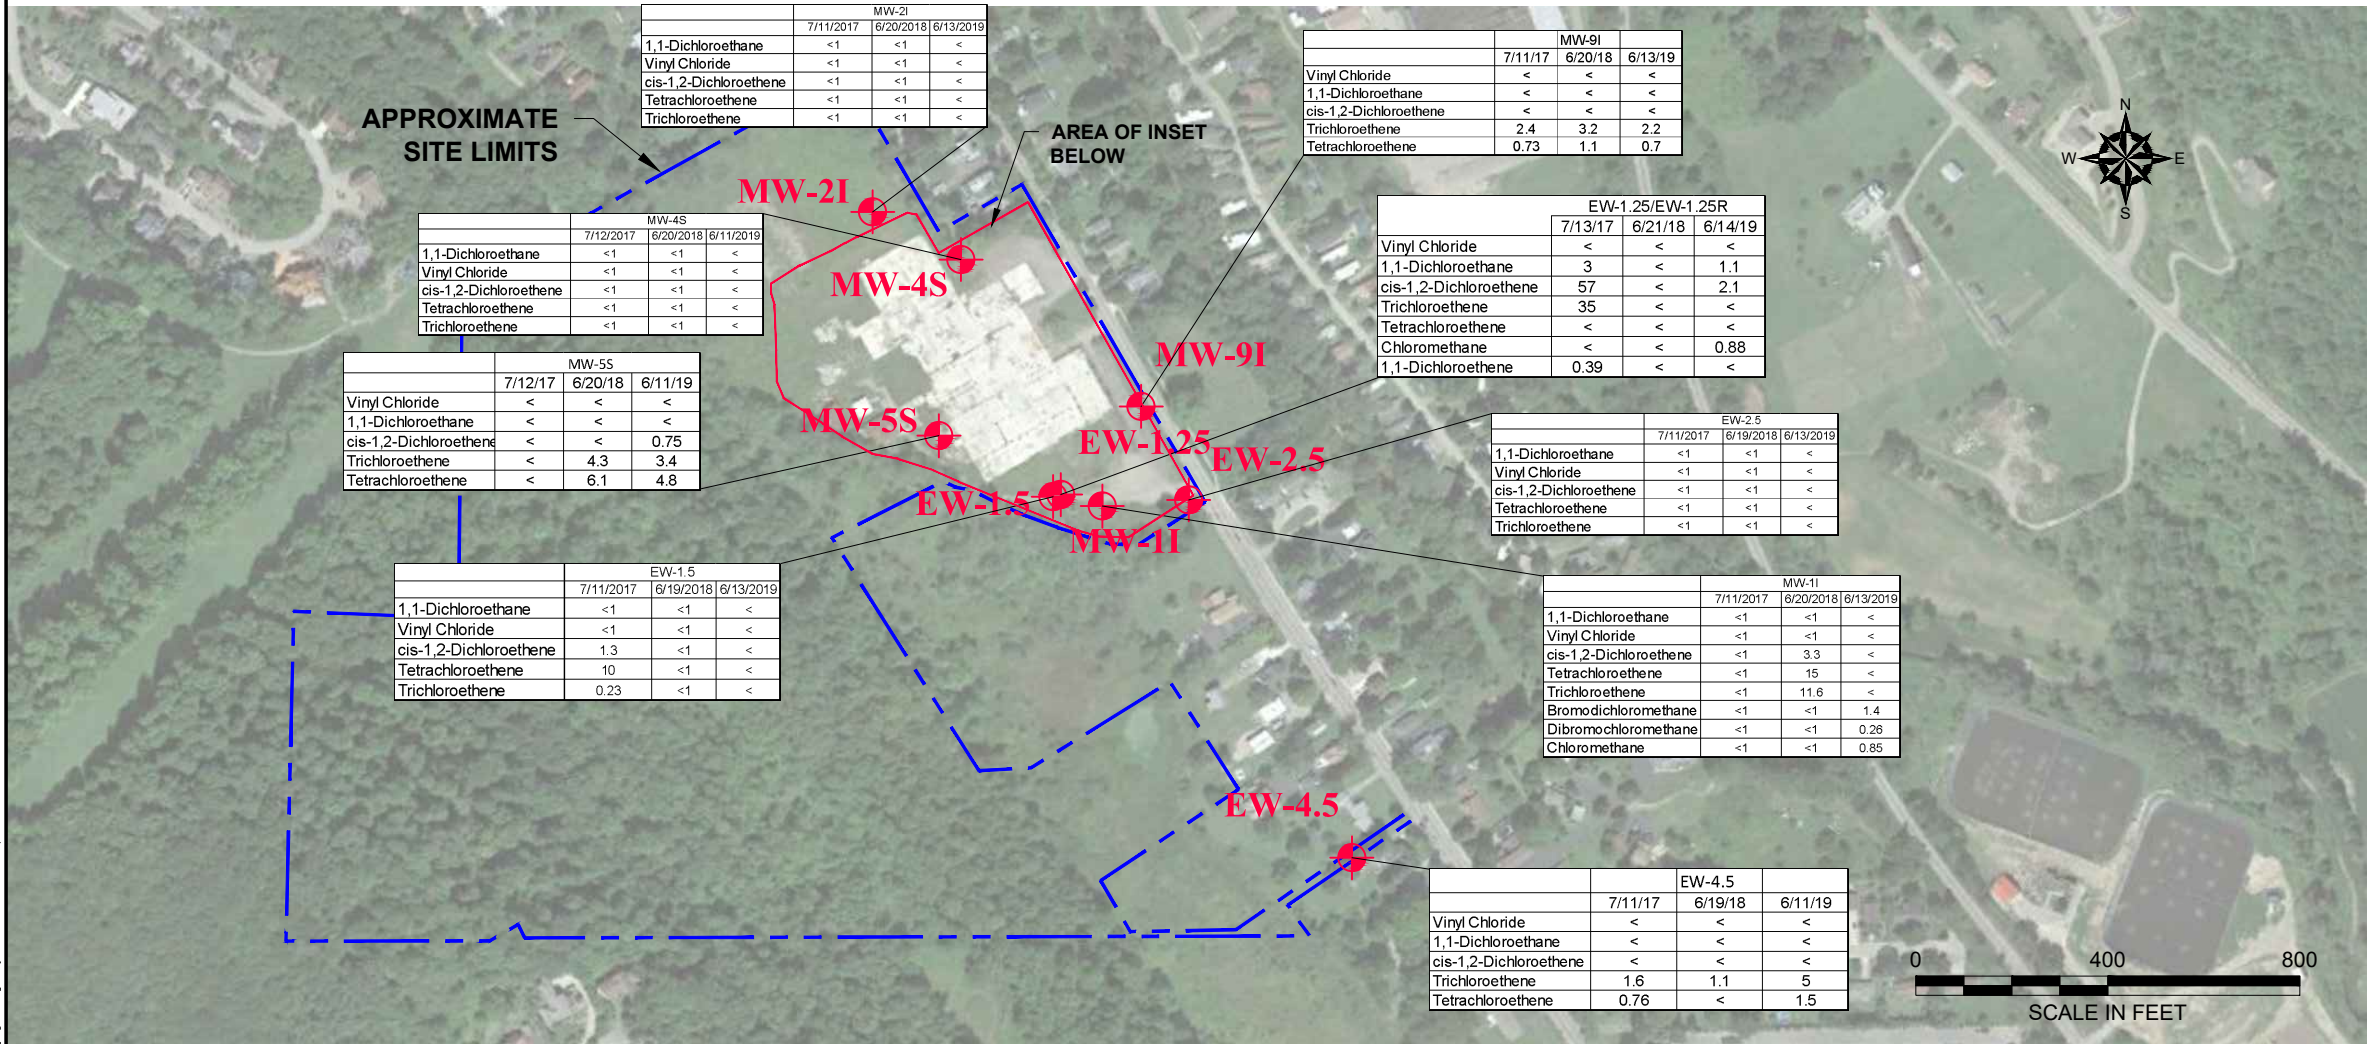 MW-2I
7/11/2017 6/20/2018 6/13/2019
1,1-Dichloroethane <1 <1 <
Vinyl Chloride <1 <1 <
cis-1,2-Dichloroethene <1 <1 <
Tetrachloroethene <1 <1 <
Trichloroethene <1 <1 <
MW-9I
7/11/17 6/20/18 6/13/19
Vinyl Chloride < < <
1,1-Dichloroethane < < <
cis-1,2-Dichloroethene < < <
Trichloroethene 2.4 3.2 2.2
Tetrachloroethene 0.73 1.1 0.7
APPROXIMATE
SITE LIMITS
AREA OF INSET
BELOW
N
W E
S
MW-4S
7/12/2017 6/20/2018 6/11/2019
1,1-Dichloroethane <1 <1 <
Vinyl Chloride <1 <1 <
cis-1,2-Dichloroethene <1 <1 <
Tetrachloroethene <1 <1 <
Trichloroethene <1 <1 <
EW-1.25/EW-1.25R
7/13/17 6/21/18 6/14/19
Vinyl Chloride < < <
1,1-Dichloroethane 3 < 1.1
cis-1,2-Dichloroethene 57 < 2.1
Trichloroethene 35 < <
Tetrachloroethene < < <
Chloromethane < < 0.88
1,1-Dichloroethene 0.39 < <
MW-2I
MW-4S
MW-9I
MW-5S
EW-1.25
EW-2.5
EW-1.5
MW-1I
MW-5S
7/12/17 6/20/18 6/11/19
Vinyl Chloride < < <
1,1-Dichloroethane < < <
cis-1,2-Dichloroethene < < 0.75
Trichloroethene < 4.3 3.4
Tetrachloroethene < 6.1 4.8
EW-2.5
7/11/2017 6/19/2018 6/13/2019
1,1-Dichloroethane <1 <1 <
Vinyl Chloride <1 <1 <
cis-1,2-Dichloroethene <1 <1 <
Tetrachloroethene <1 <1 <
Trichloroethene <1 <1 <
EW-1.5
7/11/2017 6/19/2018 6/13/2019
1,1-Dichloroethane <1 <1 <
Vinyl Chloride <1 <1 <
cis-1,2-Dichloroethene 1.3 <1 <
Tetrachloroethene 10 <1 <
Trichloroethene 0.23 <1 <
MW-1I
7/11/2017 6/20/2018 6/13/2019
1,1-Dichloroethane <1 <1 <
Vinyl Chloride <1 <1 <
cis-1,2-Dichloroethene <1 3.3 <
Tetrachloroethene <1 15 <
Trichloroethene <1 11.6 <
Bromodichloromethane <1 <1 1.4
Dibromochloromethane <1 <1 0.26
Chloromethane <1 <1 0.85
EW-4.5
EW-4.5
7/11/17 6/19/18 6/11/19
Vinyl Chloride < < <
1,1-Dichloroethane < < <
cis-1,2-Dichloroethene < < <
Trichloroethene 1.6 1.1 5
Tetrachloroethene 0.76 < 1.5
0 400 800
SCALE IN FEET